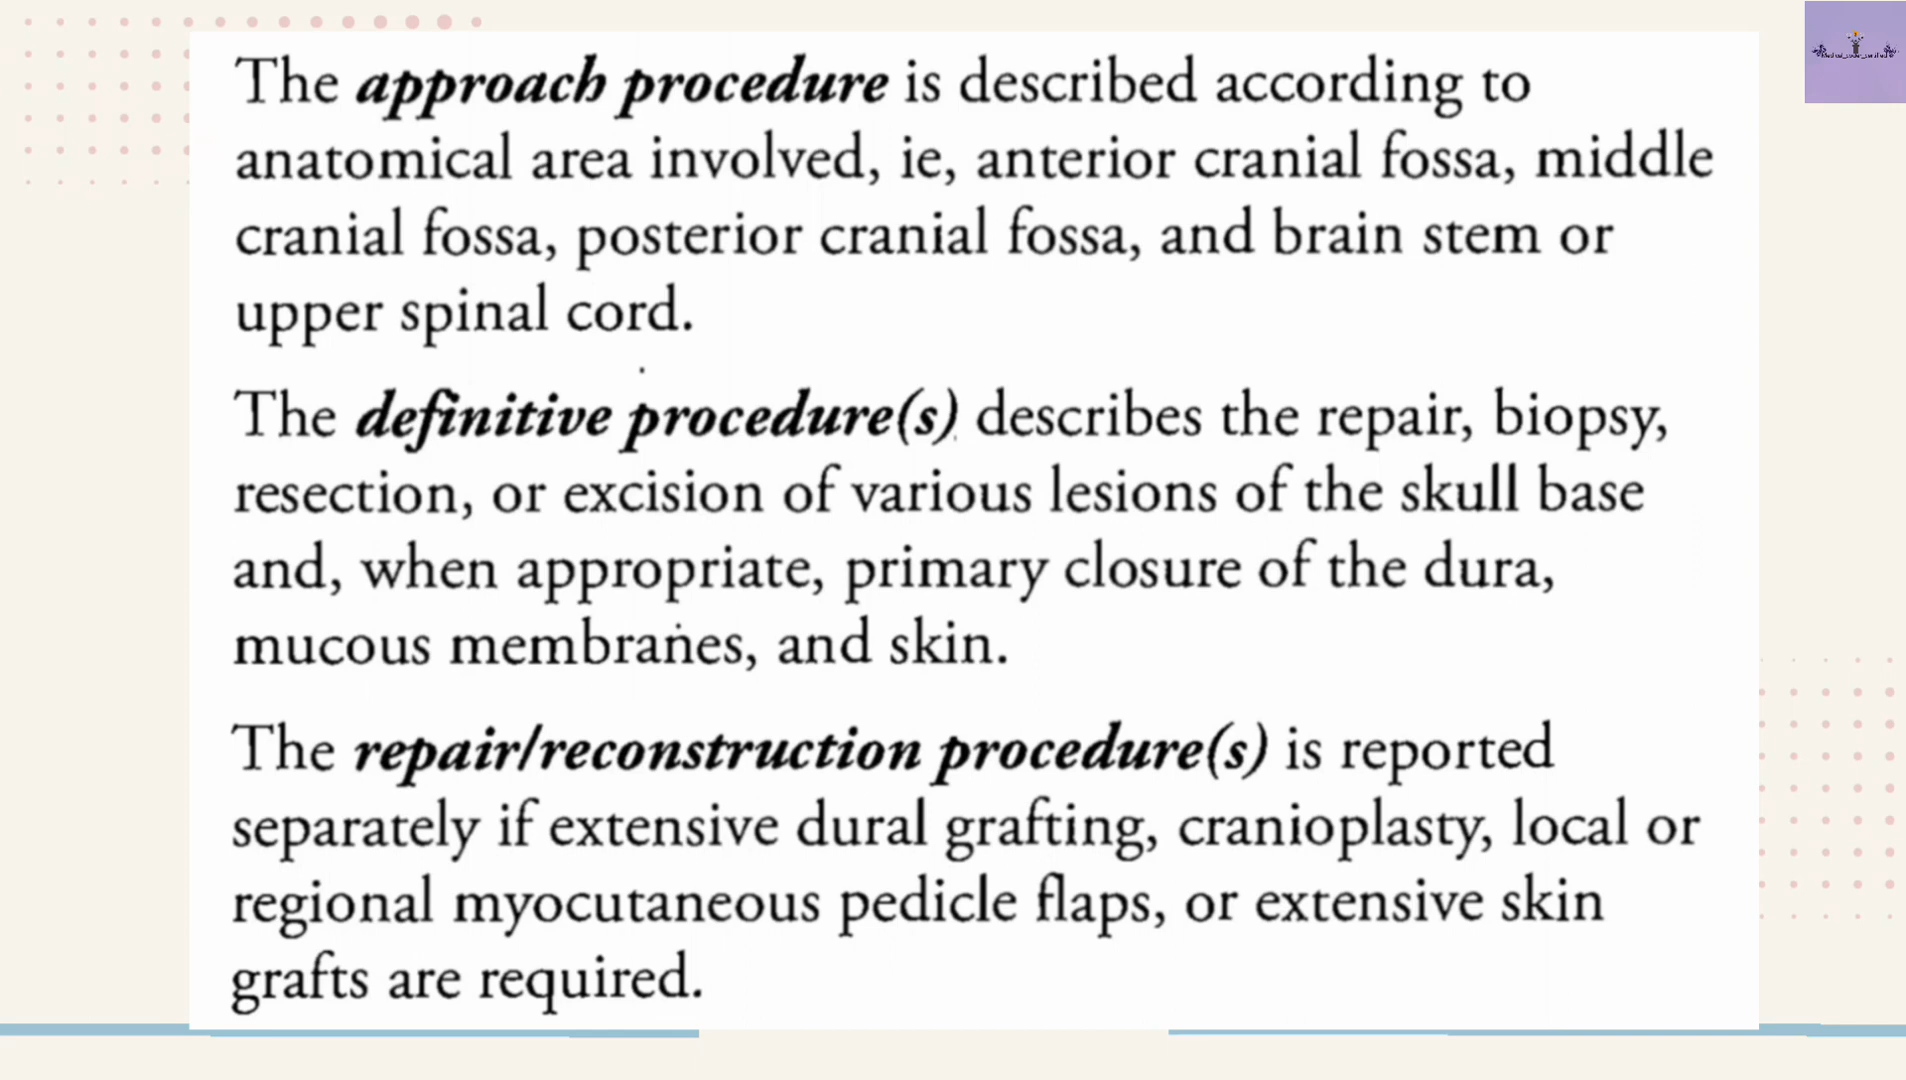 The approach procedure is described according to
anatomical area involved, ie, anterior cranial fossa, middle
cranial fossa, posterior cranial fossa, and brain stem or
upper spinal cord.
The definitive procedure(s) describes the repair, biopsy,
resection, or excision of various lesions of the skull base
and, when appropriate, primary closure of the dura,
mucous membranes, and skin.
The repair/reconstruction procedure(s) is reported
separately if extensive dural grafting, cranioplasty, local or
regional myocutaneous pedicle flaps, or extensive skin
grafts are required.